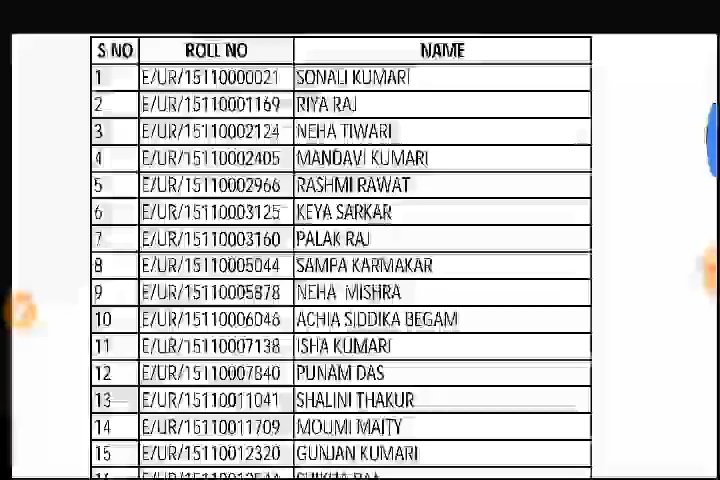 S NO ROLL NO NAME
1 E/UR/15110000021 SONALI KUMARI
2 E/UR/15110001169 RIYA RAJ
3 E/UR/15110002124 NEHA TIWARI
4 E/UR/15110002405 MANDAVI KUMARI
5 E/UR/15110002966 RASHMI RAWAT
6 E/UR/15110003125 KEYA SARKAR
7 E/UR/15110003160 PALAK RAJ
8 E/UR/15110005044 SAMPA KARMAKAR
9 E/UR/15110005878 NEHA MISHRA
10 E/UR/15110006046 ACHIA SIDDIKA BEGAM
11 E/UR/15110007138 ISHA KUMARI
12 E/UR/15110007840 PUNAM DAS
13 E/UR/15110011041 SHALINI THAKUR
14 E/UR/15110011709 MOUMI MAITY
15 E/UR/15110012320 GUNJAN KUMARI